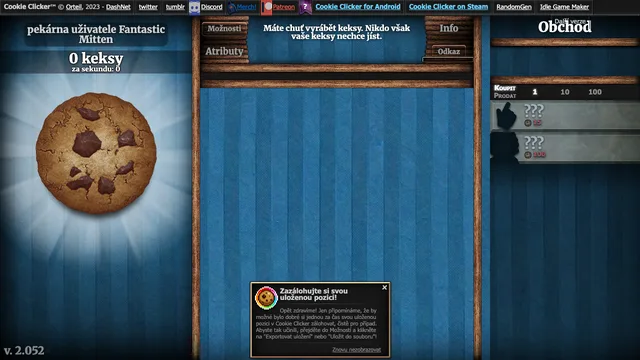 Cookie Clicker™ © Orteil, 2023 - DashNet
twitter
tumblr
Discord
Merch!
Patreon
Cookie Clicker for Android
Cookie Clicker on Steam
RandomGen
Idle Game Maker
pekárna uživatele Fantastic
Mitten
0 keksy
za sekundu: 0
Možnosti
Atributy
Máte chuť vyrábět keksy. Nikdo však
vaše keksy nechce jíst.
Info
Odkaz
Další verze
Obchod
Koupit
Prodat
1
10
100
???
15
???
100
Zazálohujte si svou
uloženou pozici!
Opět zdravíme! Jen připomínáme, že by
možné bylo dobré si jednou za čas svou uloženou
pozici v Cookie Clicker zálohovat, čistě pro případ.
Abyste tak učinili, přejděte do Možností a klikněte
na "Exportovat uložení" nebo "Uložit do souboru"!
Znovu nezobrazovat
v. 2.052